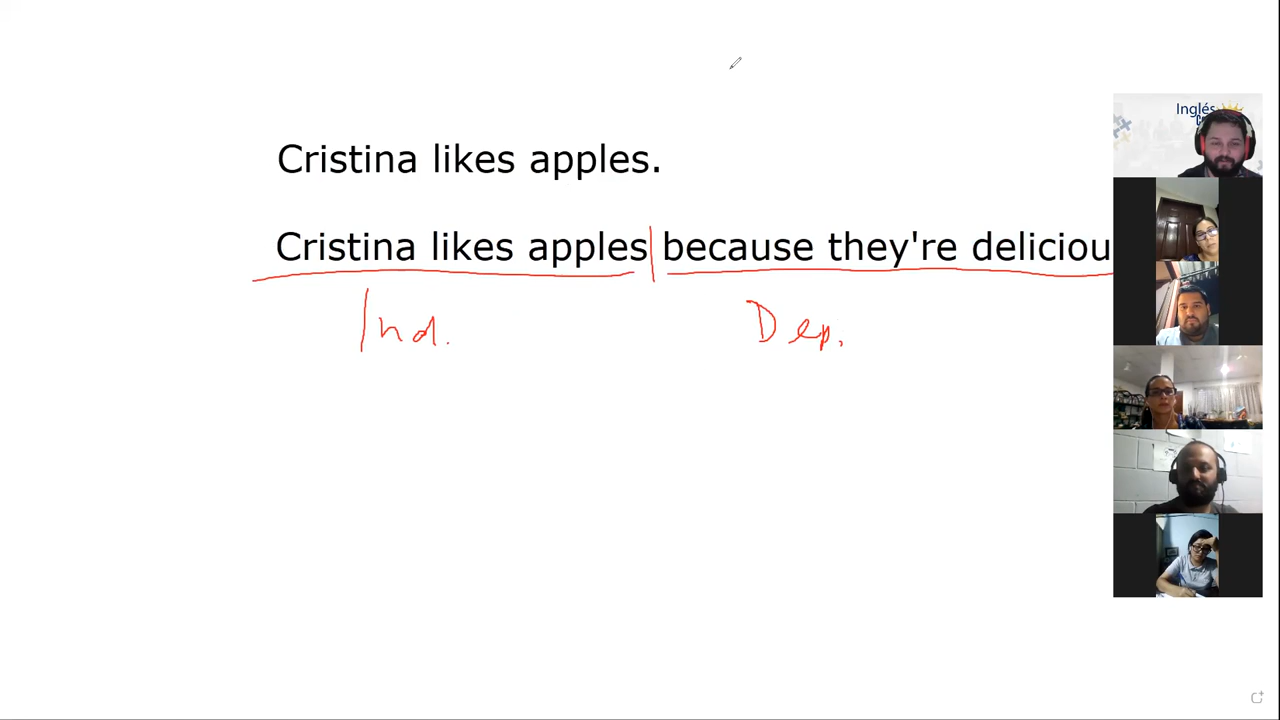 Inglés
Cristina likes apples.
Cristina likes apples because they're deliciou
Ind. Dep.